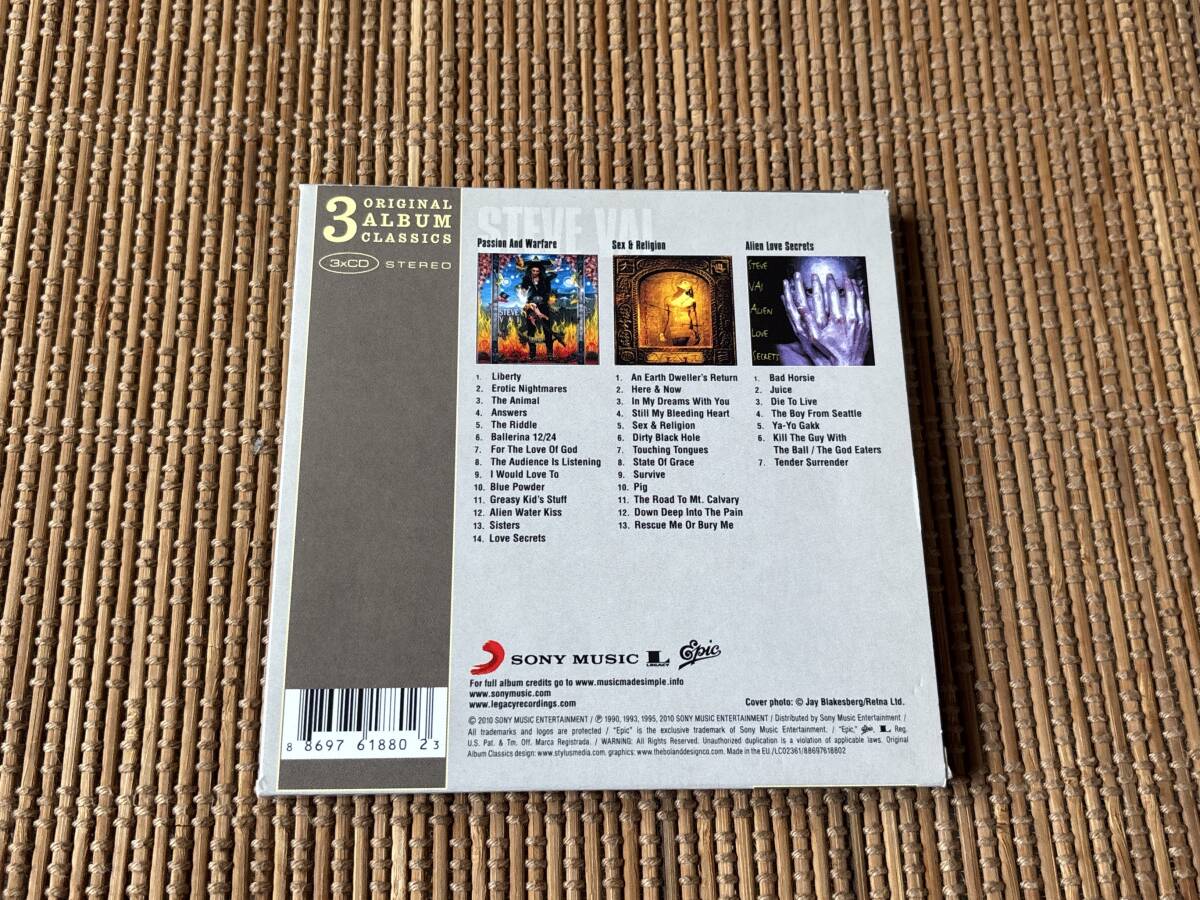 3 ORIGINAL
ALBUM
CLASSICS
3xCD STEREO
STEVE VAI
Passion And Warfare
STEVE
1. Liberty
2. Erotic Nightmares
3. The Animal
4. Answers
5. The Riddle
6. Ballerina 12/24
7. For The Love Of God
8. The Audience Is Listening
9. I Would Love To
10. Blue Powder
11. Greasy Kid's Stuff
12. Alien Water Kiss
13. Sisters
14. Love Secrets
Sex & Religion
1. An Earth Dweller's Return
2. Here & Now
3. In My Dreams With You
4. Still My Bleeding Heart
5. Sex & Religion
6. Dirty Black Hole
7. Touching Tongues
8. State Of Grace
9. Survive
10. Pig
11. The Road To Mt. Calvary
12. Down Deep Into The Pain
13. Rescue Me Or Bury Me
Alien Love Secrets
STEVE
VAI
ALIEN
LOVE
SECRETS
1. Bad Horsie
2. Juice
3. Die To Live
4. The Boy From Seattle
5. Ya-Yo Gakk
6. Kill The Guy With
The Ball / The God Eaters
7. Tender Surrender
SONY MUSIC L LEGACY Epic
For full album credits go to www.musicmadesimple.info
www.sonymusic.com
www.legacyrecordings.com
Cover photo: © Jay Blakesberg/Retna Ltd.
© 2010 SONY MUSIC ENTERTAINMENT / ℗ 1990, 1993, 1995, 2010 SONY MUSIC ENTERTAINMENT / Distributed by Sony Music Entertainment /
All trademarks and logos are protected / "Epic" is the exclusive trademark of Sony Music Entertainment. / "Epic," Epic, L Reg.
U.S. Pat. & Tm. Off. Marca Registrada. / WARNING: All Rights Reserved. Unauthorized duplication is a violation of applicable laws. Original
Album Classics design: www.stylusmedia.com, graphics: www.thebolanddesignco.com. Made in the EU./LC02361/88697618802
8 8697 61880 2 3